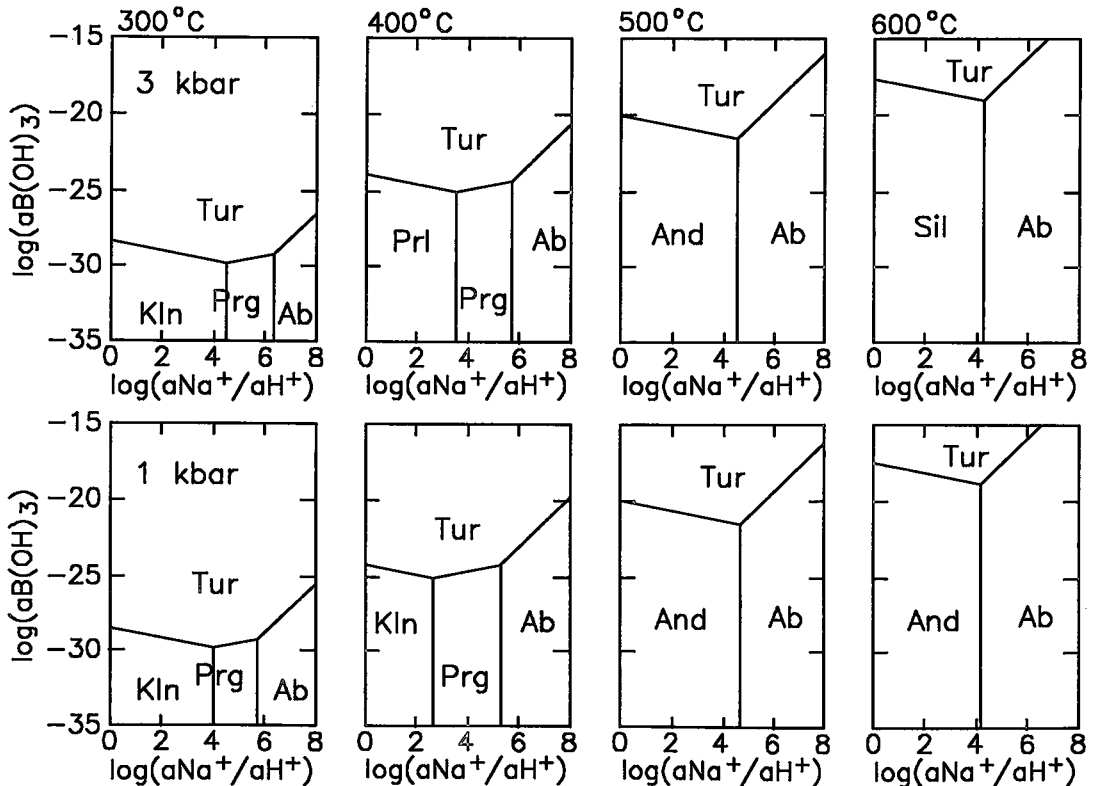 300°C 400°C 500°C 600°C
3 kbar
log(aB(OH)3)
−15
−20
−25
−30
−35
Tur
Kln Prg Ab
0 2 4 6 8
log(aNa+/aH+)
Tur
Prl Prg Ab
0 2 4 6 8
log(aNa+/aH+)
Tur
And Ab
0 2 4 6 8
log(aNa+/aH+)
Tur
Sil Ab
0 2 4 6 8
log(aNa+/aH+)
1 kbar
log(aB(OH)3)
−15
−20
−25
−30
−35
Tur
Kln Prg Ab
0 2 4 6 8
log(aNa+/aH+)
Tur
Kln Prg Ab
0 2 4 6 8
log(aNa+/aH+)
Tur
And Ab
0 2 4 6 8
log(aNa+/aH+)
Tur
And Ab
0 2 4 6 8
log(aNa+/aH+)